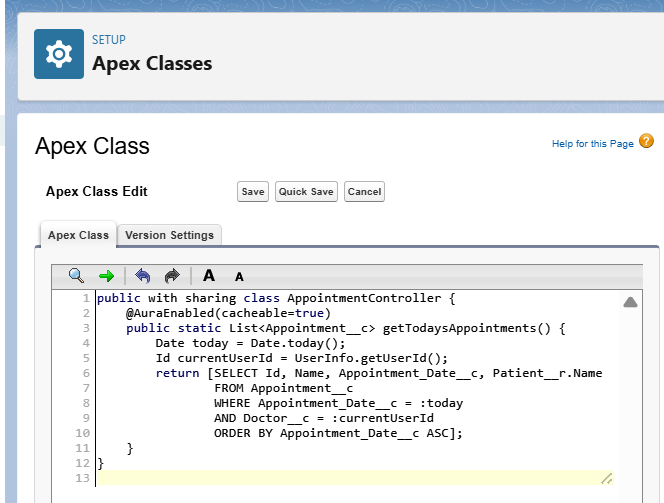 SETUP
Apex Classes
Apex Class
Help for this Page ?
Apex Class Edit
Save Quick Save Cancel
Apex Class Version Settings
A A
1 public with sharing class AppointmentController {
2     @AuraEnabled(cacheable=true)
3     public static List<Appointment__c> getTodaysAppointments() {
4         Date today = Date.today();
5         Id currentUserId = UserInfo.getUserId();
6         return [SELECT Id, Name, Appointment_Date__c, Patient__r.Name
7                 FROM Appointment__c
8                 WHERE Appointment_Date__c = :today
9                 AND Doctor__c = :currentUserId
10                 ORDER BY Appointment_Date__c ASC];
11     }
12 }
13